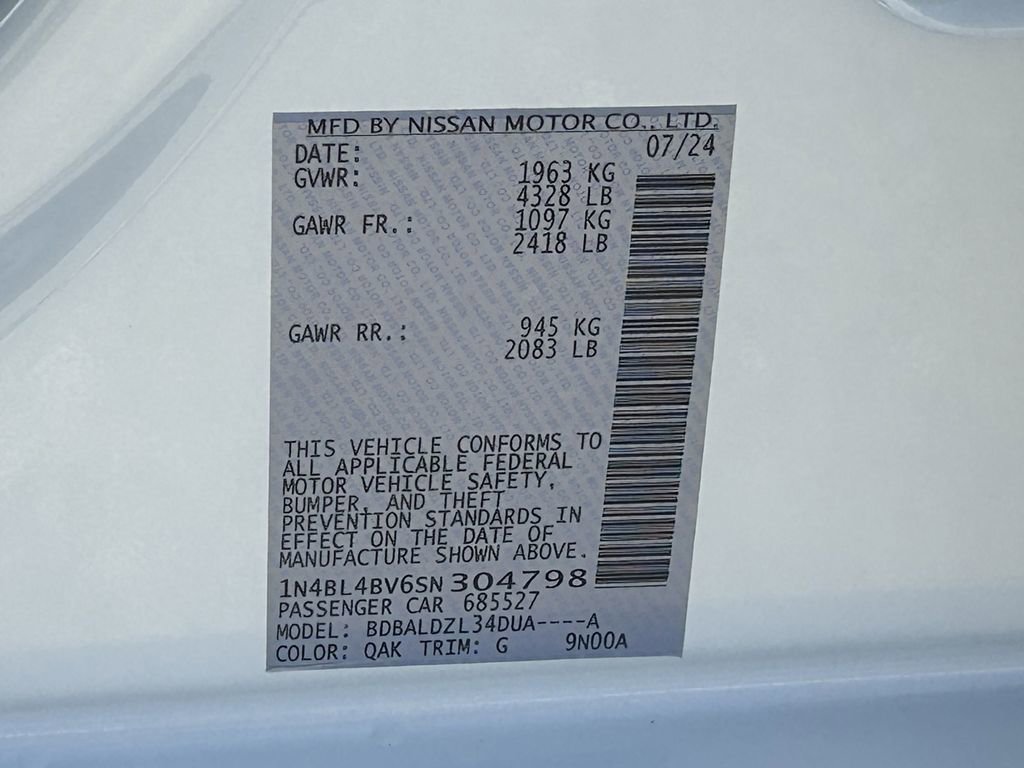 MFD BY NISSAN MOTOR CO., LTD.
DATE: 07/24
GVWR: 1963 KG
4328 LB
GAWR FR.: 1097 KG
2418 LB
GAWR RR.: 945 KG
2083 LB
THIS VEHICLE CONFORMS TO
ALL APPLICABLE FEDERAL
MOTOR VEHICLE SAFETY,
BUMPER, AND THEFT
PREVENTION STANDARDS IN
EFFECT ON THE DATE OF
MANUFACTURE SHOWN ABOVE.
1N4BL4BV6SN304798
PASSENGER CAR 685527
MODEL: BDBALDZL34DUA----A
COLOR: QAK TRIM: G 9N00A